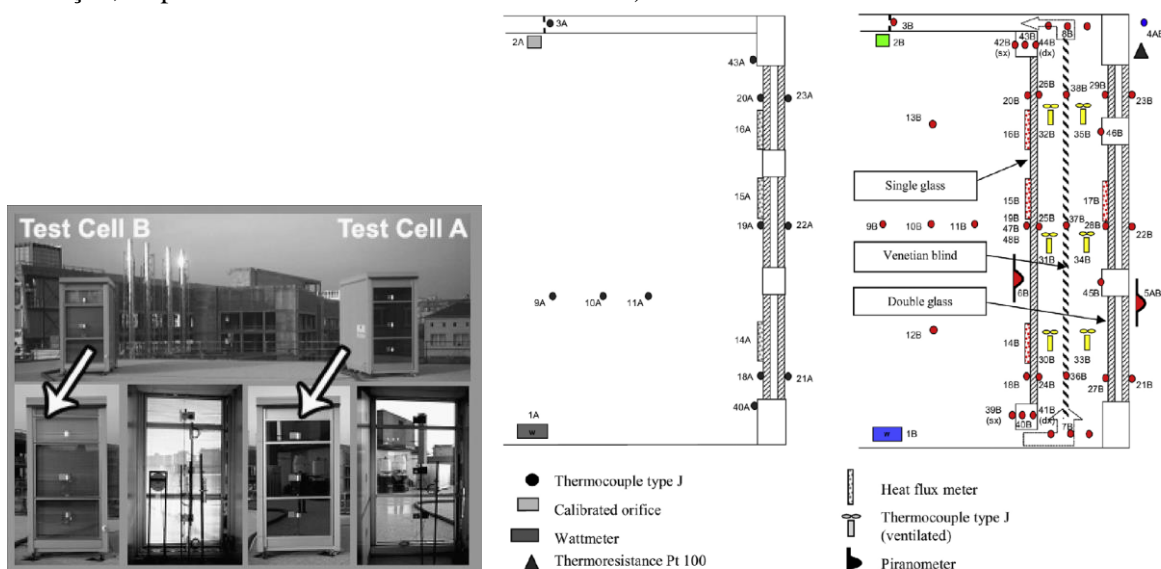 Test Cell B
Test Cell A
3A
2A
43A
20A
23A
16A
15A
19A
22A
9A
10A
11A
14A
18A
21A
40A
1A
W
Thermocouple type J
Calibrated orifice
Wattmeter
Thermoresistance Pt 100
3B
2B
42B
(sx)
43B
44B
(dx)
8B
4AB
26B
38B
29B
20B
23B
13B
16B
32B
35B
46B
Single glass
15B
17B
19B
25B
37B
9B
10B
11B
47B
28B
22B
48B
31B
34B
Venetian blind
6B
45B
5AB
Double glass
12B
14B
30B
33B
36B
18B
24B
27B
21B
39B
(sx)
41B
(dx)
40B
7B
1B
Heat flux meter
Thermocouple type J
(ventilated)
Piranometer